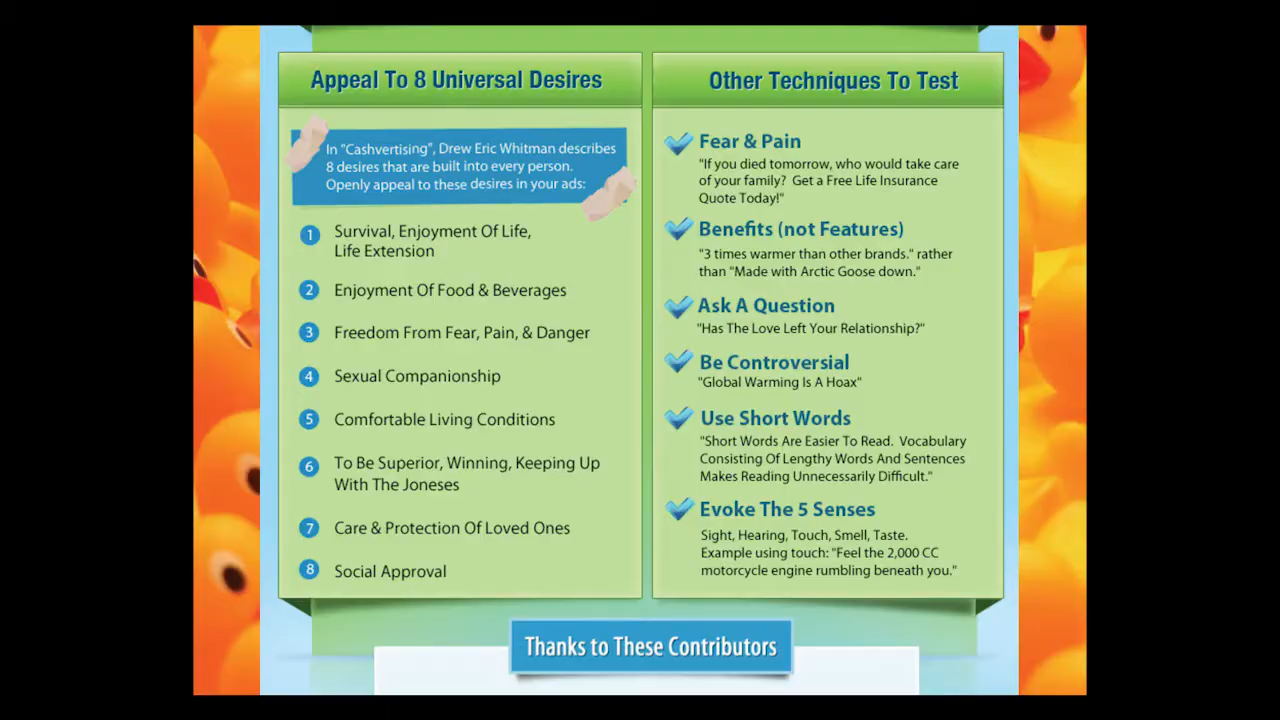 Appeal To 8 Universal Desires
In "Cashvertising", Drew Eric Whitman describes
8 desires that are built into every person.
Openly appeal to these desires in your ads:
1 Survival, Enjoyment Of Life,
Life Extension
2 Enjoyment Of Food & Beverages
3 Freedom From Fear, Pain, & Danger
4 Sexual Companionship
5 Comfortable Living Conditions
6 To Be Superior, Winning, Keeping Up
With The Joneses
7 Care & Protection Of Loved Ones
8 Social Approval
Other Techniques To Test
Fear & Pain
"If you died tomorrow, who would take care
of your family? Get a Free Life Insurance
Quote Today!"
Benefits (not Features)
"3 times warmer than other brands." rather
than "Made with Arctic Goose down."
Ask A Question
"Has The Love Left Your Relationship?"
Be Controversial
"Global Warming Is A Hoax"
Use Short Words
"Short Words Are Easier To Read. Vocabulary
Consisting Of Lengthy Words And Sentences
Makes Reading Unnecessarily Difficult."
Evoke The 5 Senses
Sight, Hearing, Touch, Smell, Taste.
Example using touch: "Feel the 2,000 CC
motorcycle engine rumbling beneath you."
Thanks to These Contributors